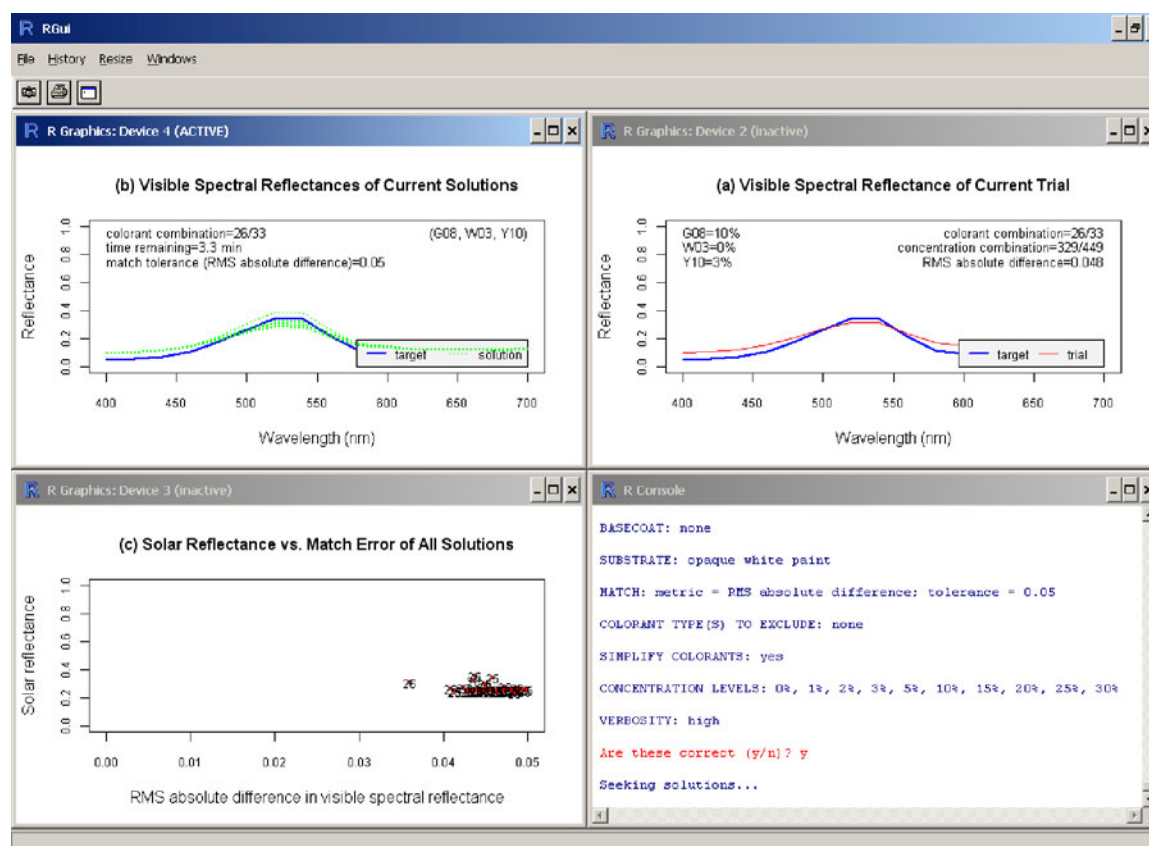 RGui
File History Resize Windows
R Graphics: Device 4 (ACTIVE)
(b) Visible Spectral Reflectances of Current Solutions
colorant combination=26/33 (G08, W03, Y10)
time remaining=3.3 min
match tolerance (RMS absolute difference)=0.05
Reflectance
0.0 0.2 0.4 0.6 0.8 1.0
target solution
400 450 500 550 600 650 700
Wavelength (nm)
R Graphics: Device 2 (inactive)
(a) Visible Spectral Reflectance of Current Trial
G08=10% colorant combination=26/33
W03=0% concentration combination=329/449
Y10=3% RMS absolute difference=0.048
Reflectance
0.0 0.2 0.4 0.6 0.8 1.0
target trial
400 450 500 550 600 650 700
Wavelength (nm)
R Graphics: Device 3 (inactive)
(c) Solar Reflectance vs. Match Error of All Solutions
Solar reflectance
0.0 0.2 0.4 0.6 0.8 1.0
26
0.00 0.01 0.02 0.03 0.04 0.05
RMS absolute difference in visible spectral reflectance
R Console
BASECOAT: none
SUBSTRATE: opaque white paint
MATCH: metric = RMS absolute difference; tolerance = 0.05
COLORANT TYPE(S) TO EXCLUDE: none
SIMPLIFY COLORANTS: yes
CONCENTRATION LEVELS: 0%, 1%, 2%, 3%, 5%, 10%, 15%, 20%, 25%, 30%
VERBOSITY: high
Are these correct (y/n)? y
Seeking solutions...